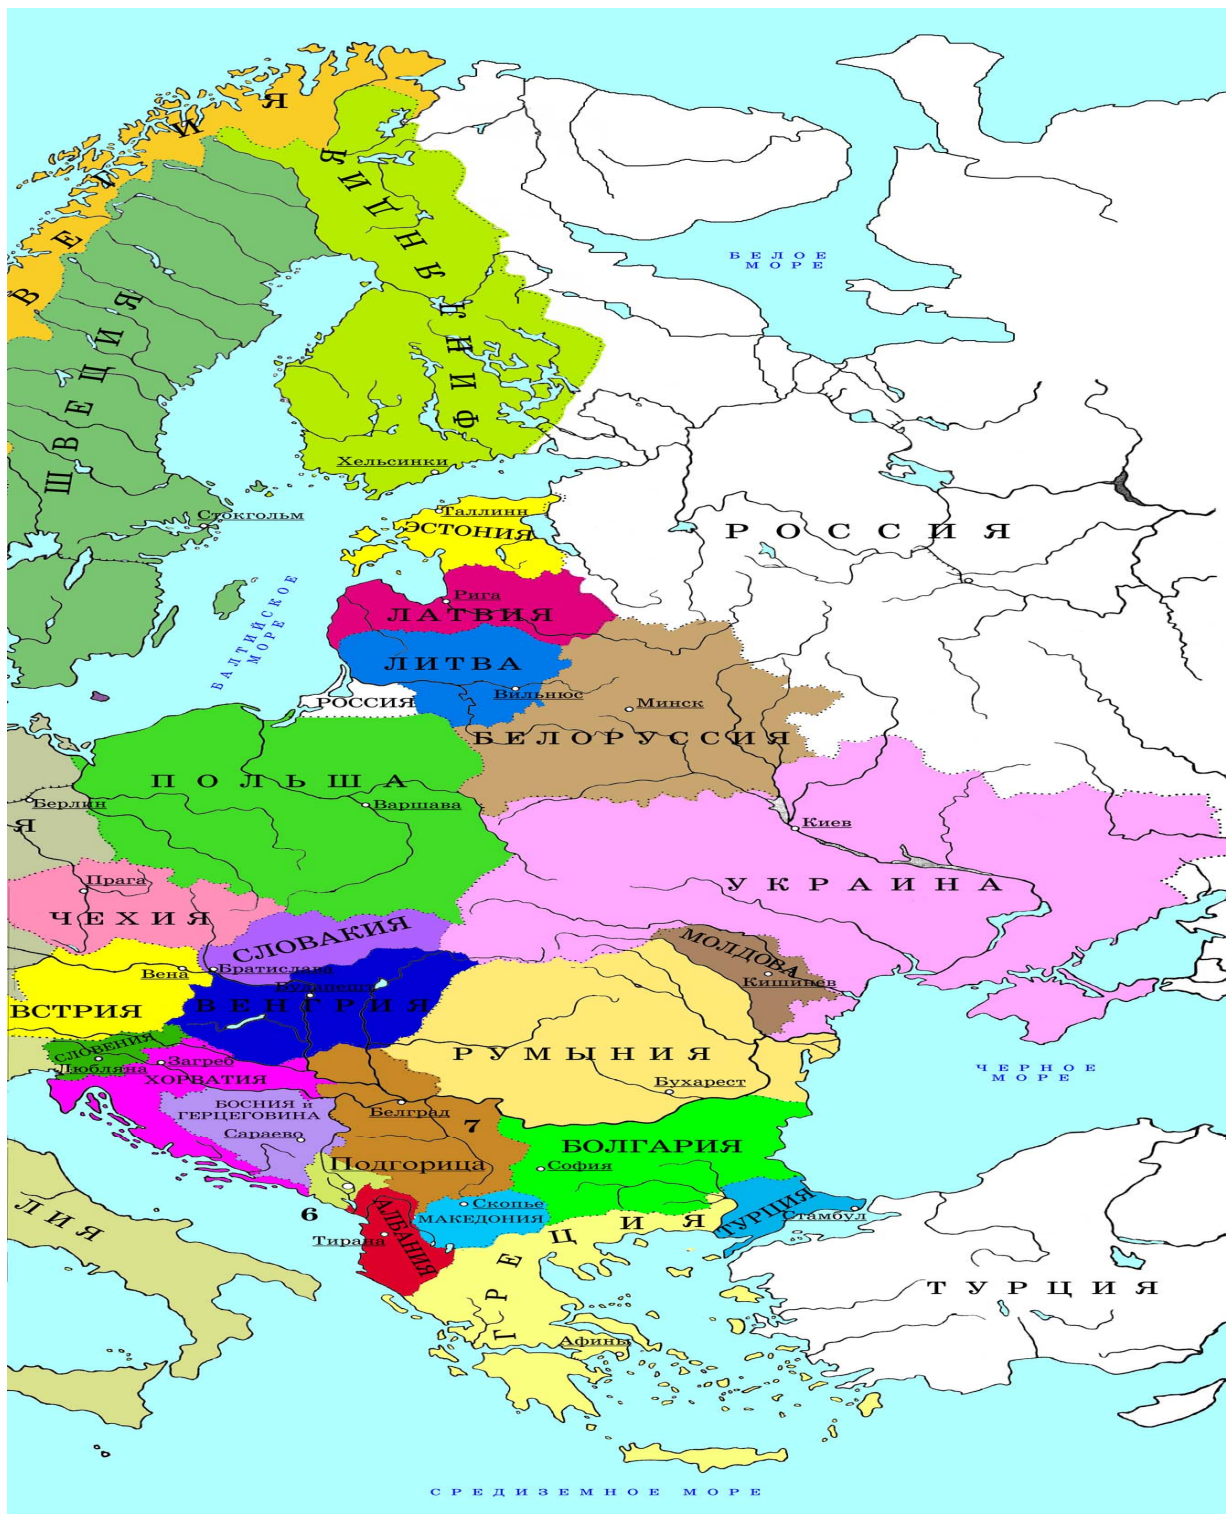 В Е Г И Я
Ф И Н Л Я Н Д И Я
БЕЛОЕ
МОРЕ
ШВЕЦИЯ
Хельсинки
Стокгольм
Таллинн
ЭСТОНИЯ
РОССИЯ
БАЛТИЙСКОЕ
МОРЕ
Рига
ЛАТВИЯ
ЛИТВА
Вильнюс
РОССИЯ
Минск
БЕЛОРУССИЯ
ПОЛЬША
Берлин
Варшава
Я
Киев
Прага
УКРАИНА
ЧЕХИЯ
СЛОВАКИЯ
МОЛДОВА
Вена
Братислава
Кишинев
Будапешт
ВЕНГРИЯ
ВСТРИЯ
СЛОВЕНИЯ
РУМЫНИЯ
Любляна
Загреб
ХОРВАТИЯ
ЧЕРНОЕ
МОРЕ
Бухарест
БОСНИЯ и
ГЕРЦЕГОВИНА
Белград
7
Сараево
БОЛГАРИЯ
Подгорица
София
6
Скопье
МАКЕДОНИЯ
ТУРЦИЯ
Стамбул
АЛБАНИЯ
Тирана
ЛИЯ
ГРЕЦИЯ
ТУРЦИЯ
Афины
СРЕДИЗЕМНОЕ МОРЕ